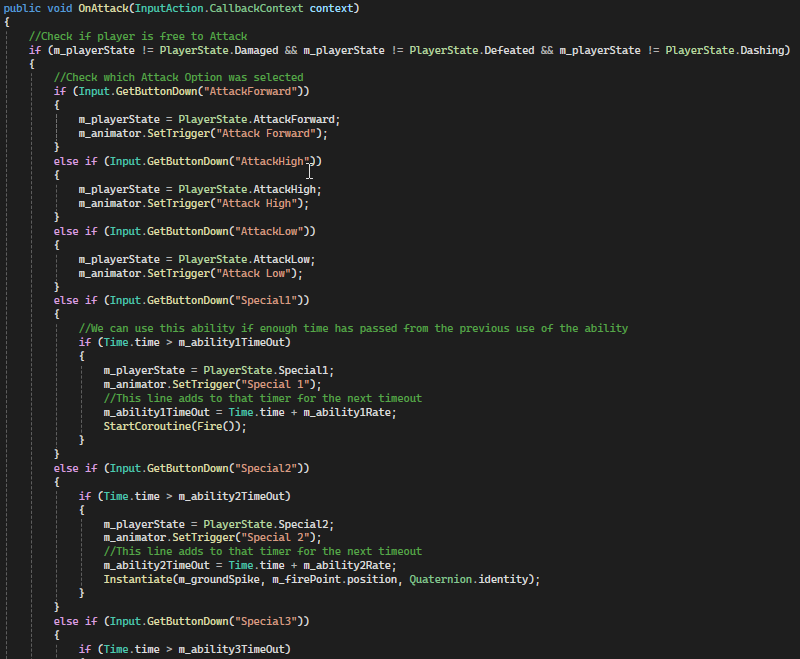 public void OnAttack(InputAction.CallbackContext context)
{
//Check if player is free to Attack
if (m_playerState != PlayerState.Damaged && m_playerState != PlayerState.Defeated && m_playerState != PlayerState.Dashing)
{
//Check which Attack Option was selected
if (Input.GetButtonDown("AttackForward"))
{
m_playerState = PlayerState.AttackForward;
m_animator.SetTrigger("Attack Forward");
}
else if (Input.GetButtonDown("AttackHigh"))
{
m_playerState = PlayerState.AttackHigh;
m_animator.SetTrigger("Attack High");
}
else if (Input.GetButtonDown("AttackLow"))
{
m_playerState = PlayerState.AttackLow;
m_animator.SetTrigger("Attack Low");
}
else if (Input.GetButtonDown("Special1"))
{
//We can use this ability if enough time has passed from the previous use of the ability
if (Time.time > m_ability1TimeOut)
{
m_playerState = PlayerState.Special1;
m_animator.SetTrigger("Special 1");
//This line adds to that timer for the next timeout
m_ability1TimeOut = Time.time + m_ability1Rate;
StartCoroutine(Fire());
}
}
else if (Input.GetButtonDown("Special2"))
{
if (Time.time > m_ability2TimeOut)
{
m_playerState = PlayerState.Special2;
m_animator.SetTrigger("Special 2");
//This line adds to that timer for the next timeout
m_ability2TimeOut = Time.time + m_ability2Rate;
Instantiate(m_groundSpike, m_firePoint.position, Quaternion.identity);
}
}
else if (Input.GetButtonDown("Special3"))
{
if (Time.time > m_ability3TimeOut)